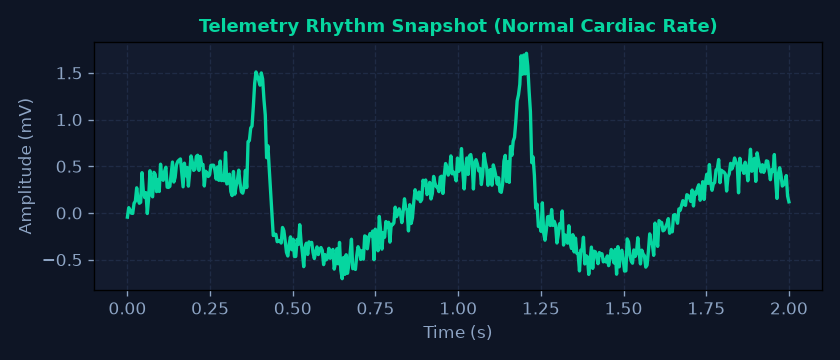 Telemetry Rhythm Snapshot (Normal Cardiac Rate)
Amplitude (mV)
1.5
1.0
0.5
0.0
−0.5
0.00 0.25 0.50 0.75 1.00 1.25 1.50 1.75 2.00
Time (s)